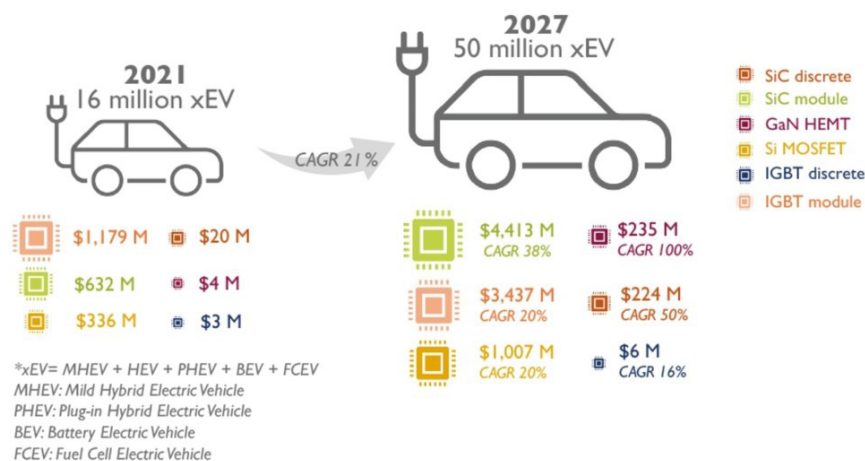 2021
16 million xEV
CAGR 21%
2027
50 million xEV
SiC discrete
SiC module
GaN HEMT
Si MOSFET
IGBT discrete
IGBT module
$1,179 M
$20 M
$632 M
$4 M
$336 M
$3 M
$4,413 M
CAGR 38%
$235 M
CAGR 100%
$3,437 M
CAGR 20%
$224 M
CAGR 50%
$1,007 M
CAGR 20%
$6 M
CAGR 16%
*xEV= MHEV + HEV + PHEV + BEV + FCEV
MHEV: Mild Hybrid Electric Vehicle
PHEV: Plug-in Hybrid Electric Vehicle
BEV: Battery Electric Vehicle
FCEV: Fuel Cell Electric Vehicle